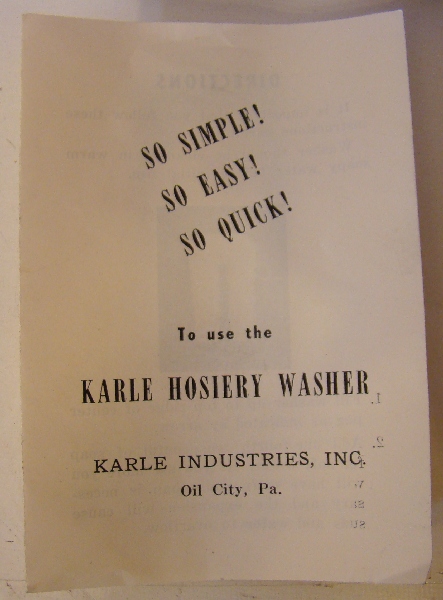 SO SIMPLE!
SO EASY!
SO QUICK!
To use the
KARLE HOSIERY WASHER
KARLE INDUSTRIES, INC.
Oil City, Pa.